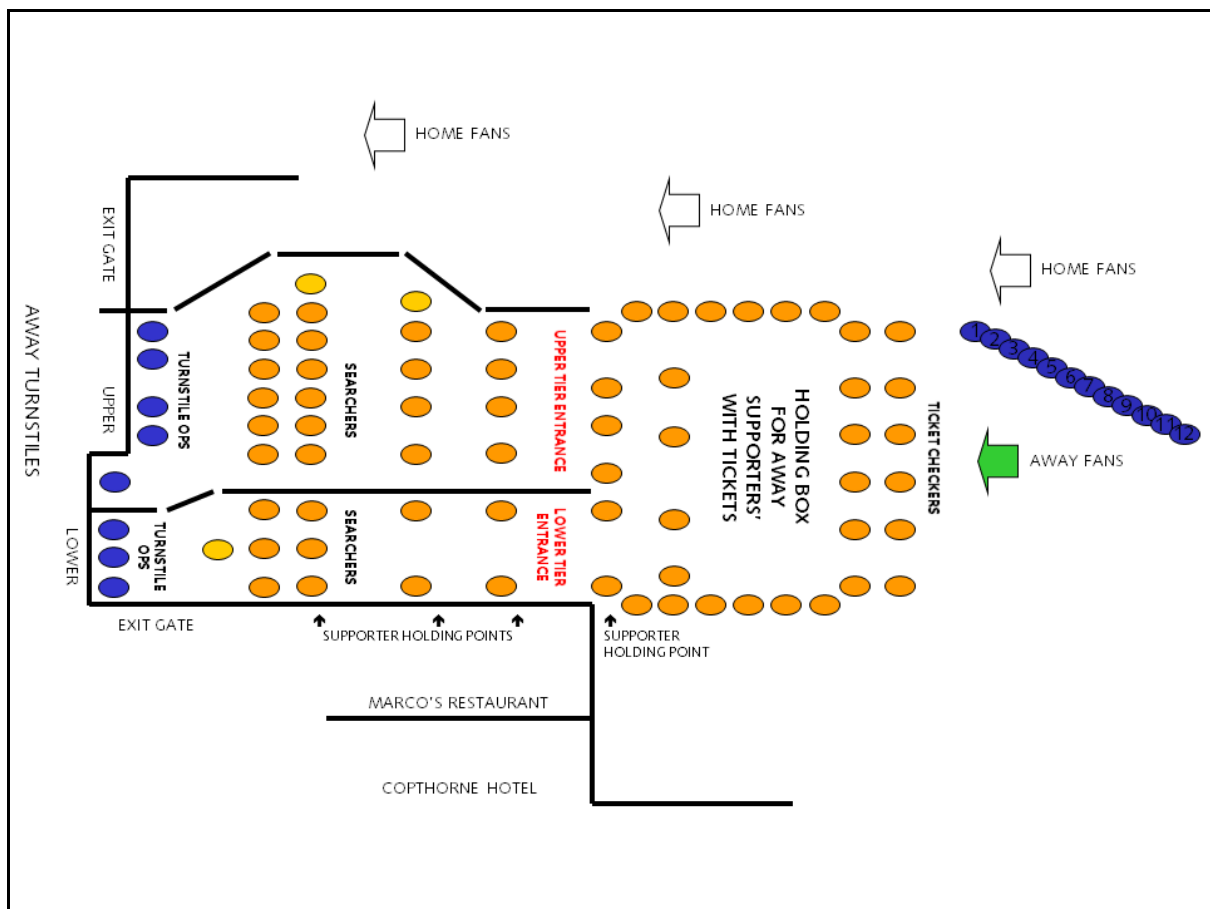 HOME FANS
HOME FANS
HOME FANS
EXIT GATE
AWAY TURNSTILES
UPPER
TURNSTILE OPS
SEARCHERS
UPPER TIER ENTRANCE
HOLDING BOX
FOR AWAY
SUPPORTERS'
WITH TICKETS
TICKET CHECKERS
1
2
3
4
5
6
7
8
9
10
11
12
AWAY FANS
LOWER
TURNSTILE
OPS
SEARCHERS
LOWER TIER
ENTRANCE
EXIT GATE
SUPPORTER HOLDING POINTS
SUPPORTER
HOLDING POINT
MARCO'S RESTAURANT
COPTHORNE HOTEL